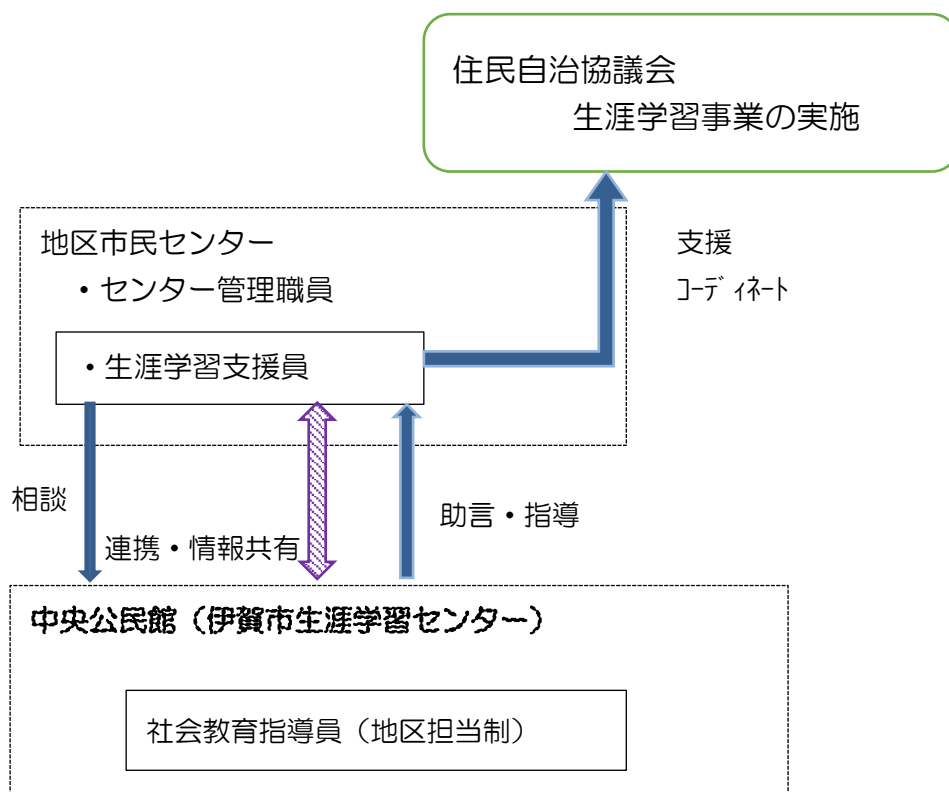 住民自治協議会
生涯学習事業の実施
地区市民センター
・センター管理職員
・生涯学習支援員
支援
ｺｰﾃﾞｨﾈｰﾄ
相談
連携・情報共有
助言・指導
中央公民館（伊賀市生涯学習センター）
社会教育指導員（地区担当制）